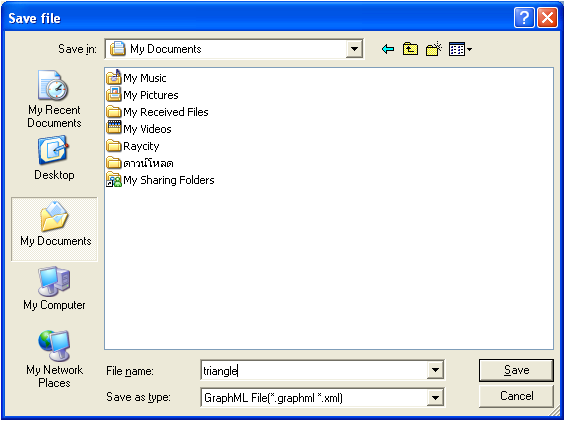 Save file
Save in: My Documents
My Recent
Documents
Desktop
My Documents
My Computer
My Network
Places
My Music
My Pictures
My Received Files
My Videos
Raycity
ดาวน์โหลด
My Sharing Folders
File name: triangle Save
Save as type: GraphML File(*.graphml *.xml) Cancel